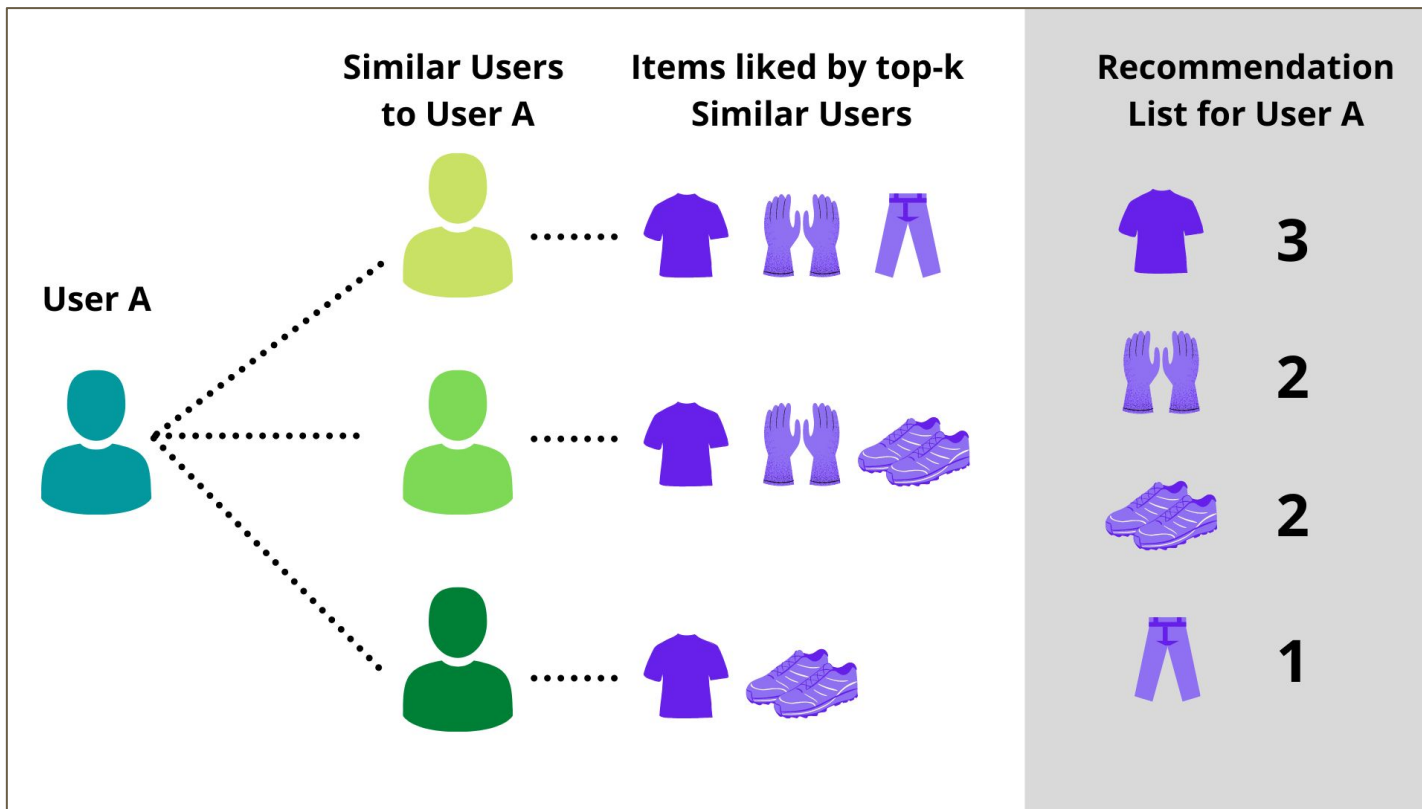 Similar Users
to User A
Items liked by top-k
Similar Users
Recommendation
List for User A
User A
3
2
2
1